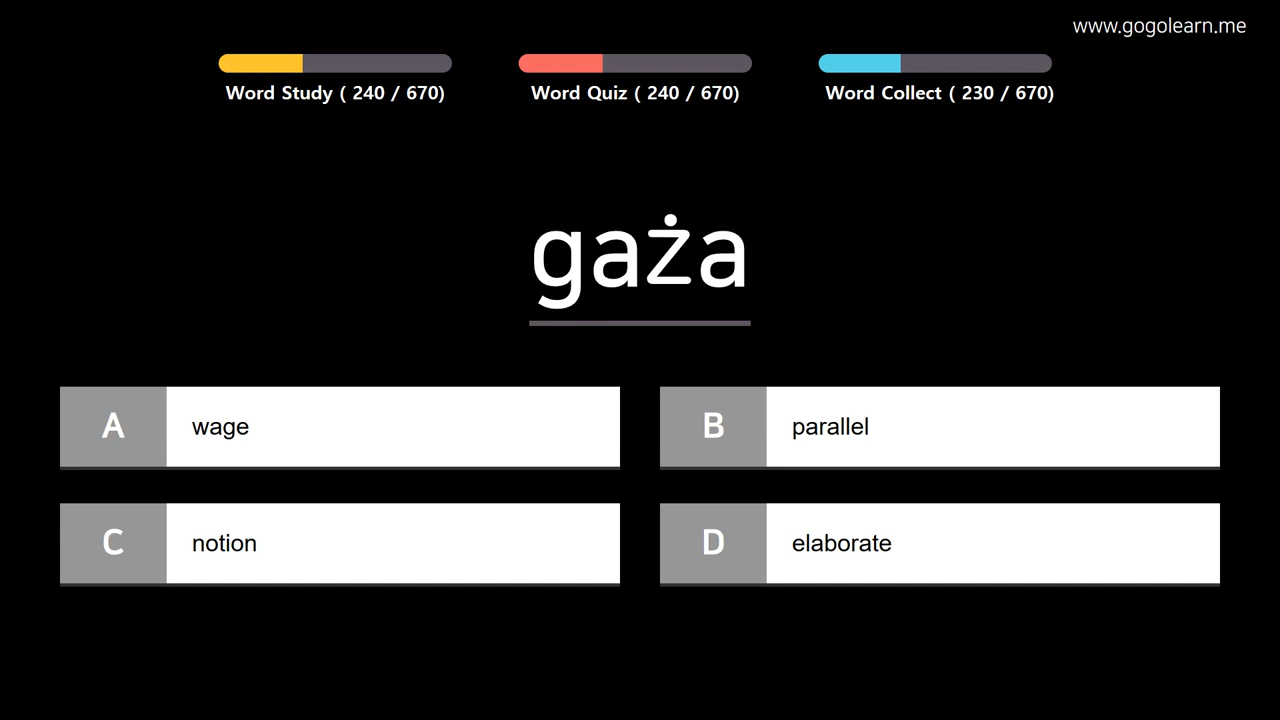 www.gogolearn.me
Word Study ( 240 / 670)
Word Quiz ( 240 / 670)
Word Collect ( 230 / 670)
gaża
A wage
B parallel
C notion
D elaborate